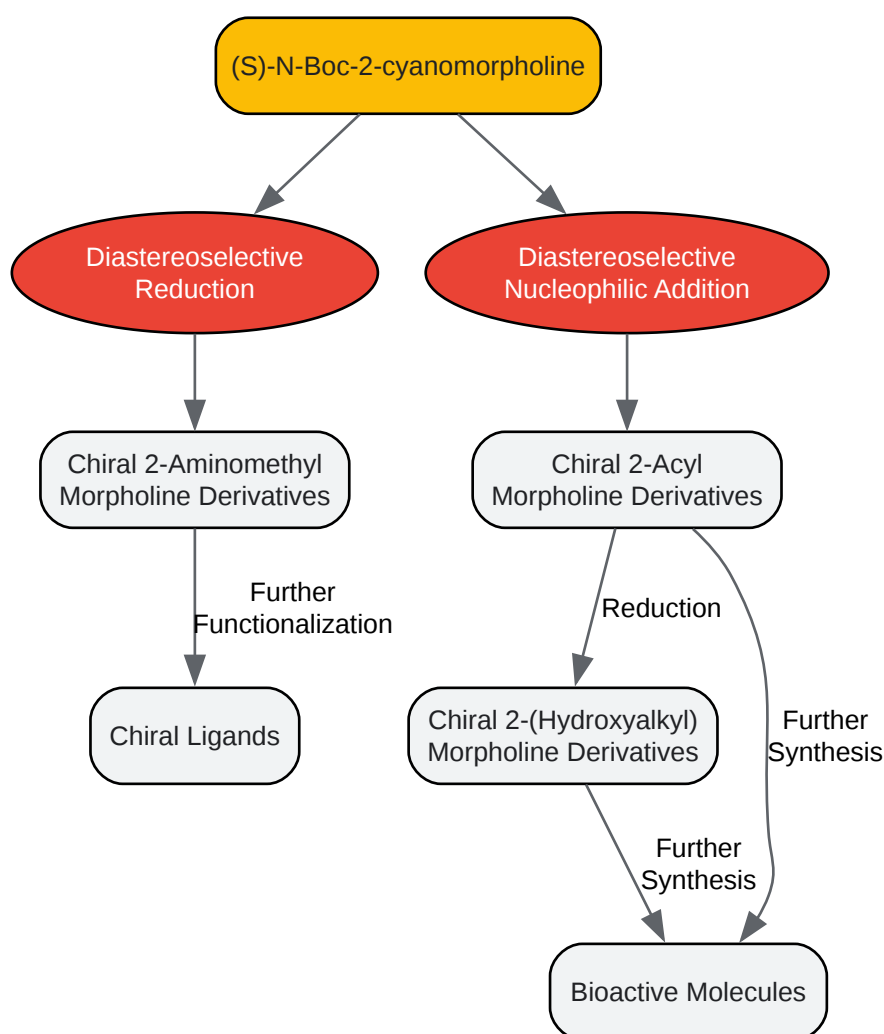 (S)-N-Boc-2-cyanomorpholine
Diastereoselective
Reduction
Diastereoselective
Nucleophilic Addition
Chiral 2-Aminomethyl
Morpholine Derivatives
Chiral 2-Acyl
Morpholine Derivatives
Further
Functionalization
Reduction
Chiral Ligands
Chiral 2-(Hydroxyalkyl)
Morpholine Derivatives
Further
Synthesis
Further
Synthesis
Bioactive Molecules